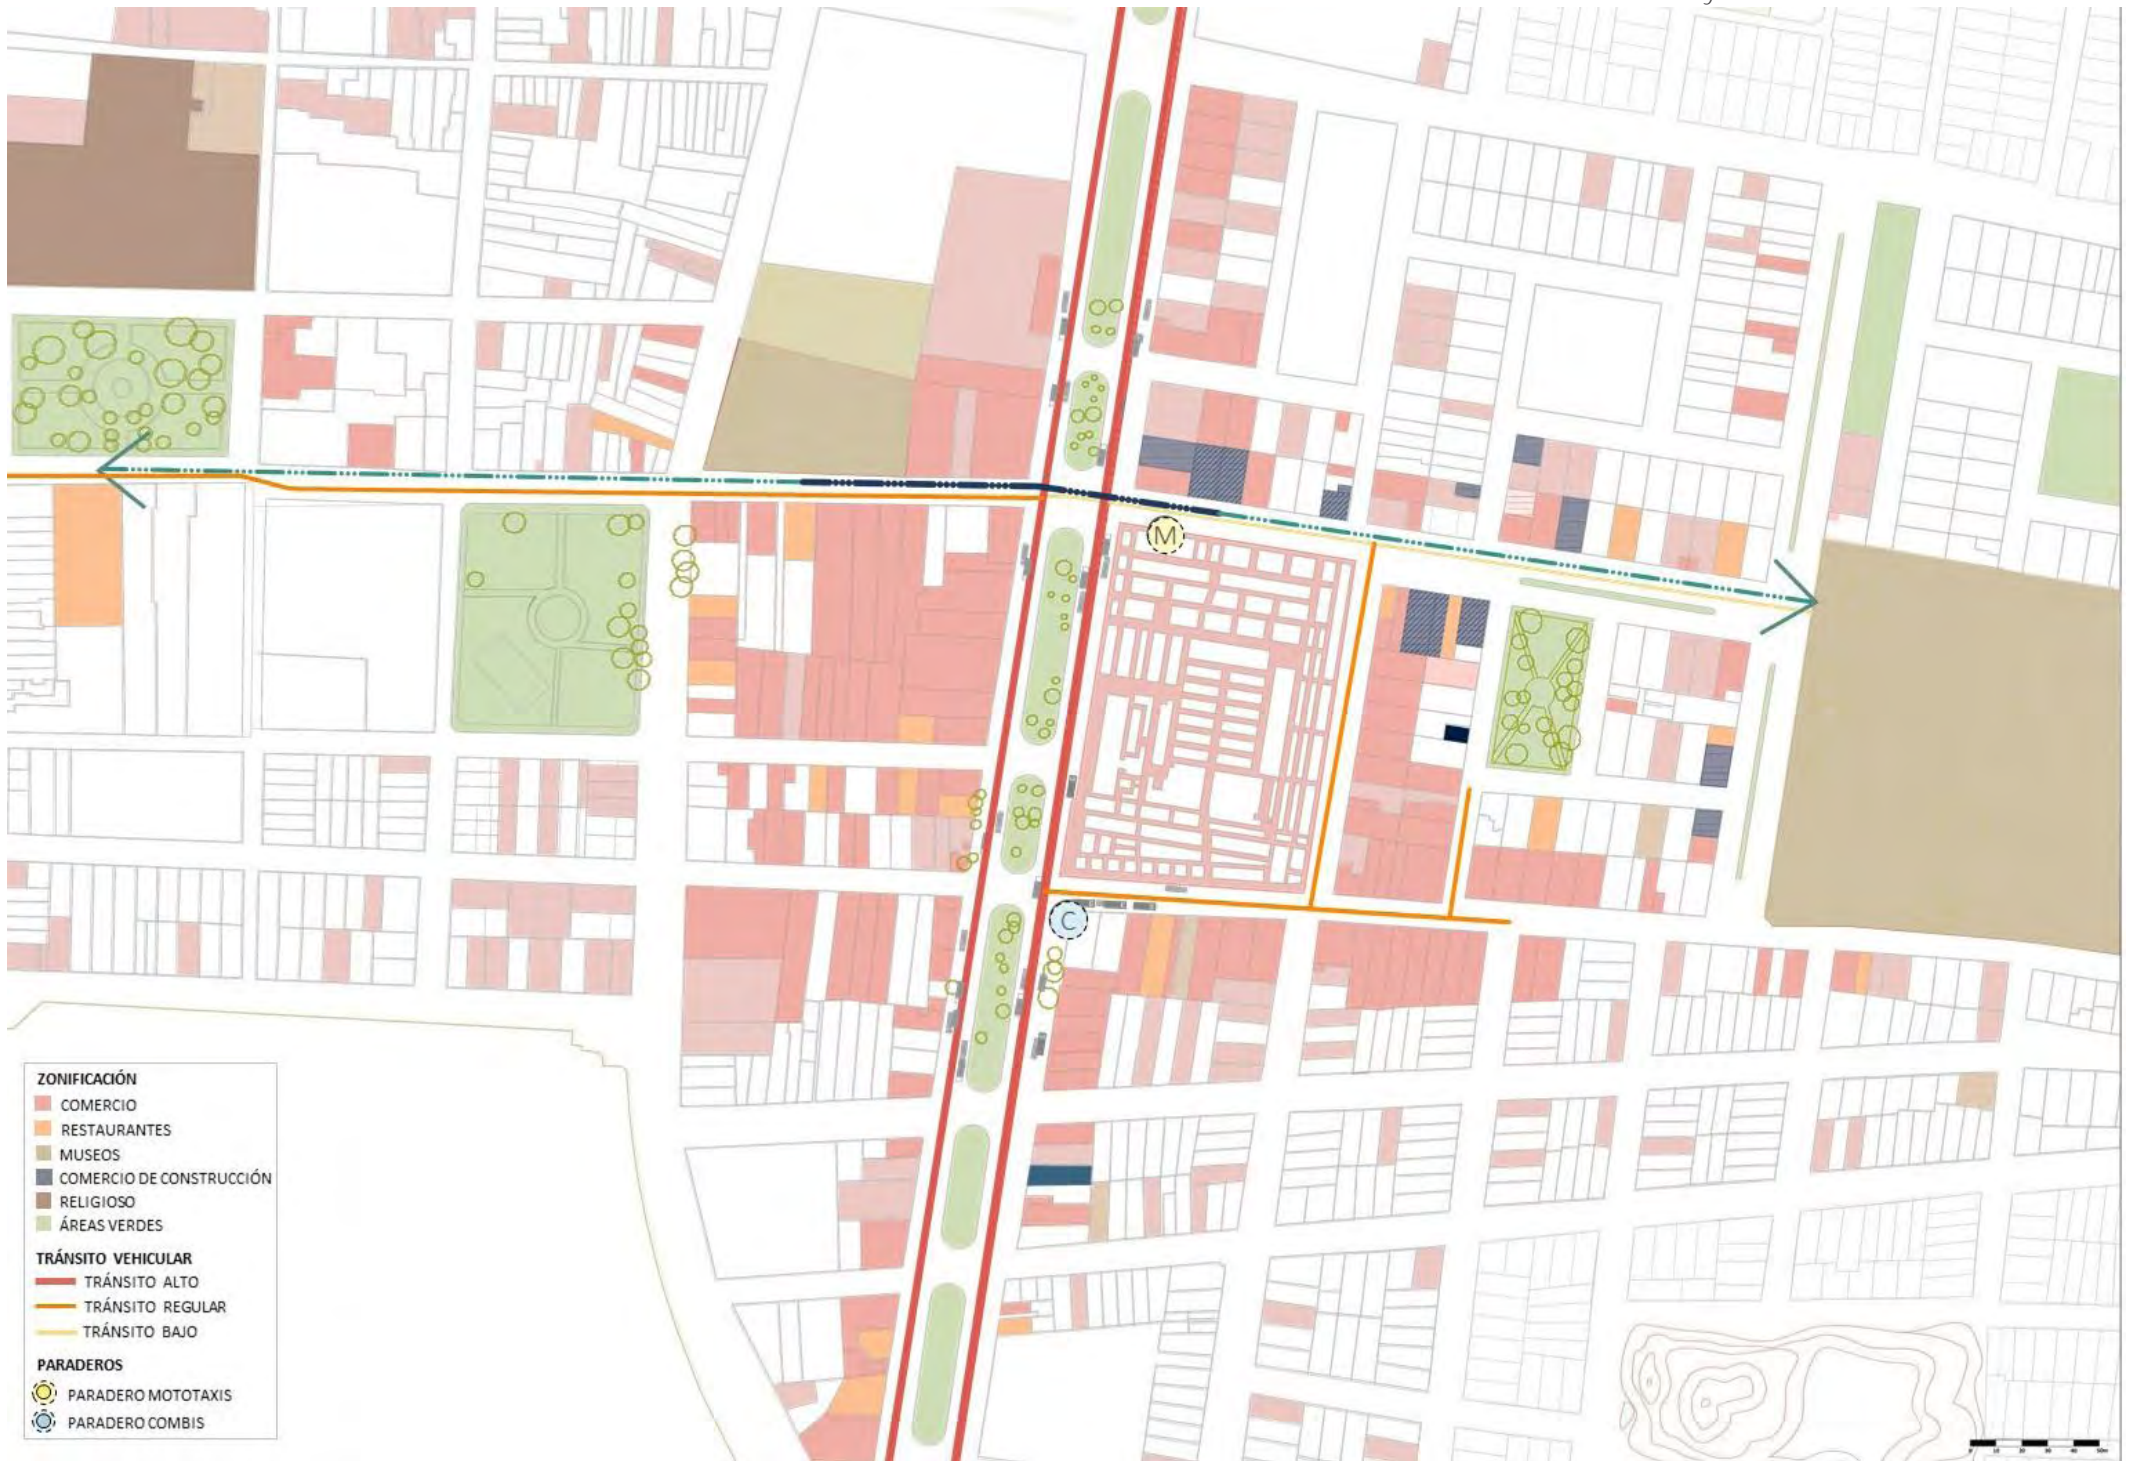 M
C
ZONIFICACIÓN
COMERCIO
RESTAURANTES
MUSEOS
COMERCIO DE CONSTRUCCIÓN
RELIGIOSO
ÁREAS VERDES
TRÁNSITO VEHICULAR
TRÁNSITO ALTO
TRÁNSITO REGULAR
TRÁNSITO BAJO
PARADEROS
PARADERO MOTOTAXIS
PARADERO COMBIS